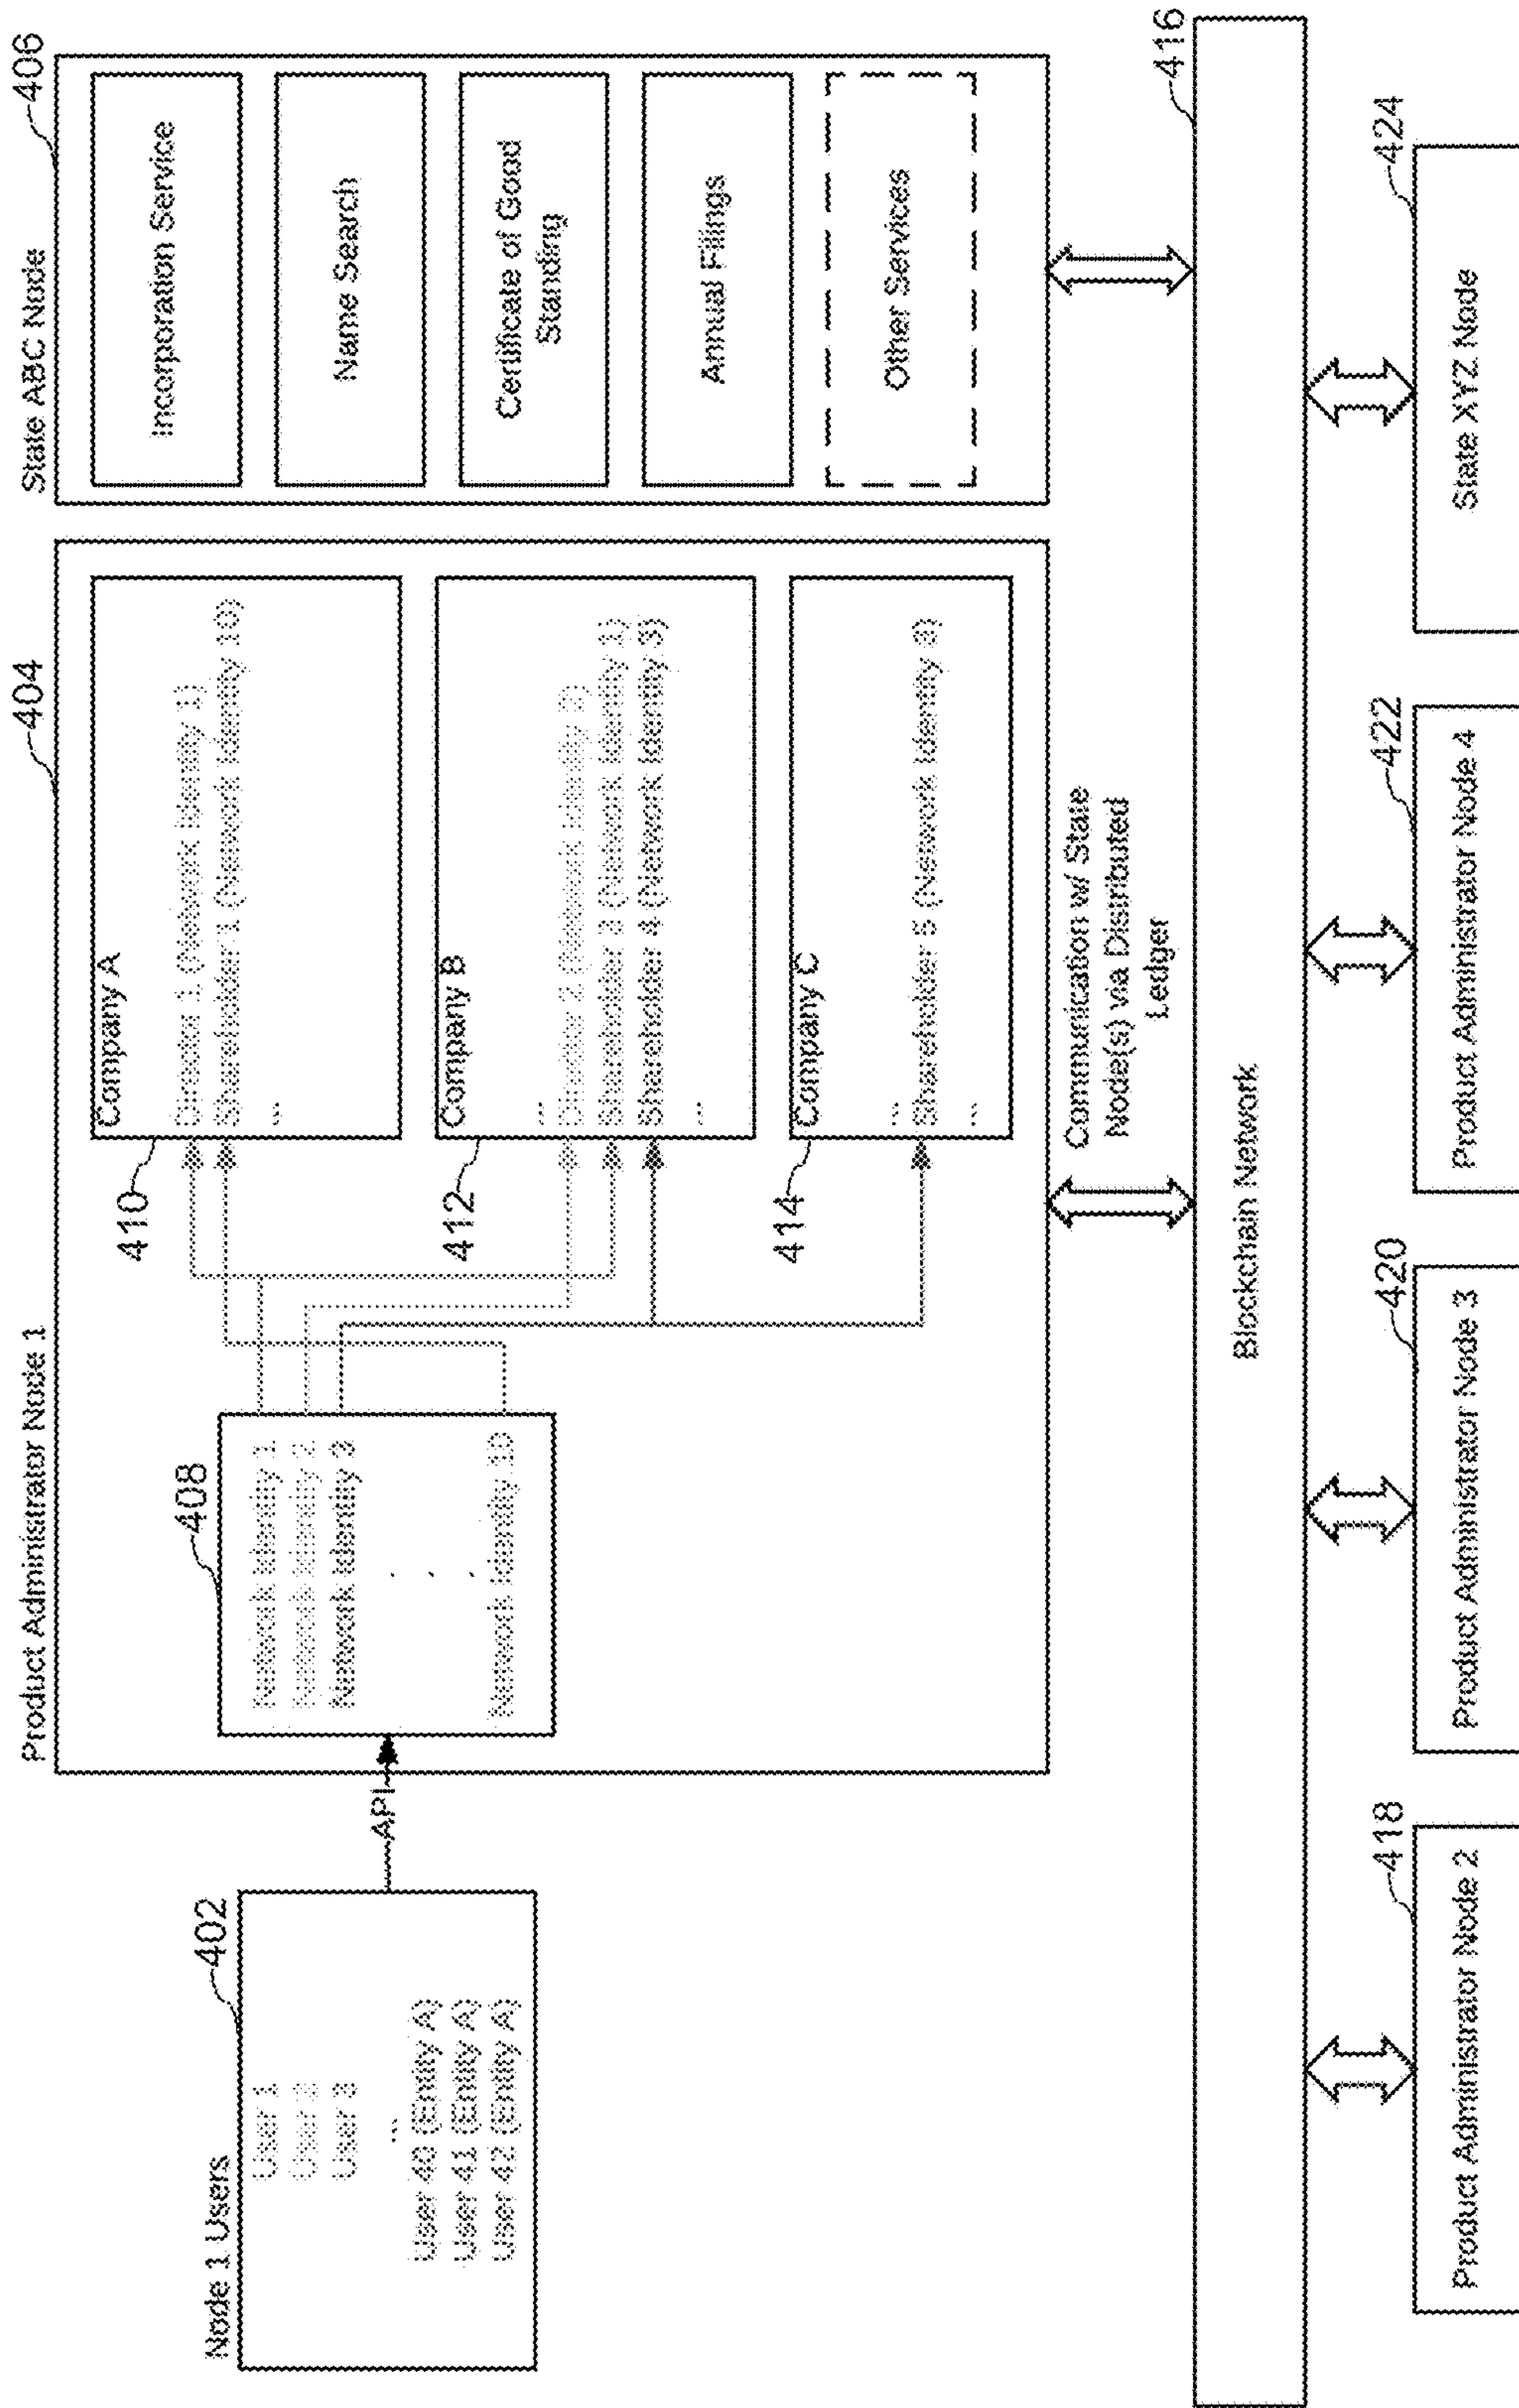 Node 1 Users
402
User 1
User 2
User 3
...
User 40 (Entity A)
User 41 (Entity A)
User 42 (Entity A)
API
Product Administrator Node 1
404
408
Network Identity 1
Network Identity 2
Network Identity 3
.
.
.
Network Identity 10
410
Company A
Director 1 (Network Identity 1)
Shareholder 1 (Network Identity 10)
...
412
Company B
...
Director 2 (Network Identity 2)
Shareholder 3 (Network Identity 1)
Shareholder 4 (Network Identity 3)
...
414
Company C
...
Shareholder 5 (Network Identity 3)
...
State ABC Node
406
Incorporation Service
Name Search
Certificate of Good
Standing
Annual Filings
Other Services
Communication w/ State
Node(s) via Distributed
Ledger
416
Blockchain Network
418
Product Administrator Node 2
420
Product Administrator Node 3
422
Product Administrator Node 4
424
State XYZ Node